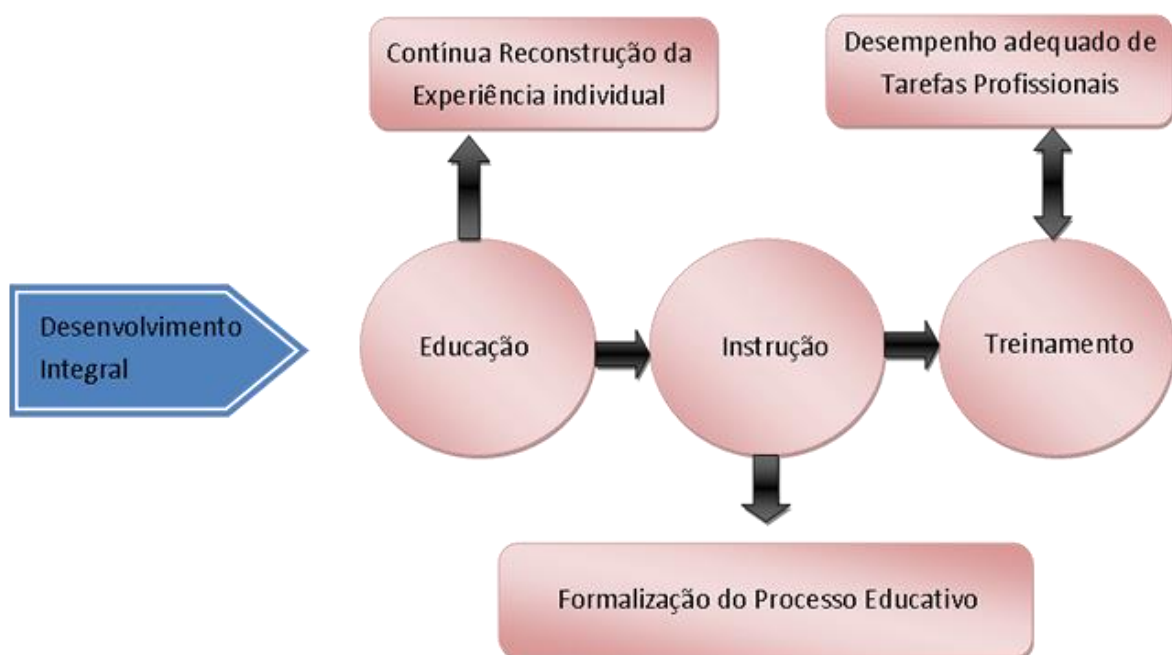 Contínua Reconstrução da
Experiência individual
Desempenho adequado de
Tarefas Profissionais
Desenvolvimento
Integral
Educação
Instrução
Treinamento
Formalização do Processo Educativo